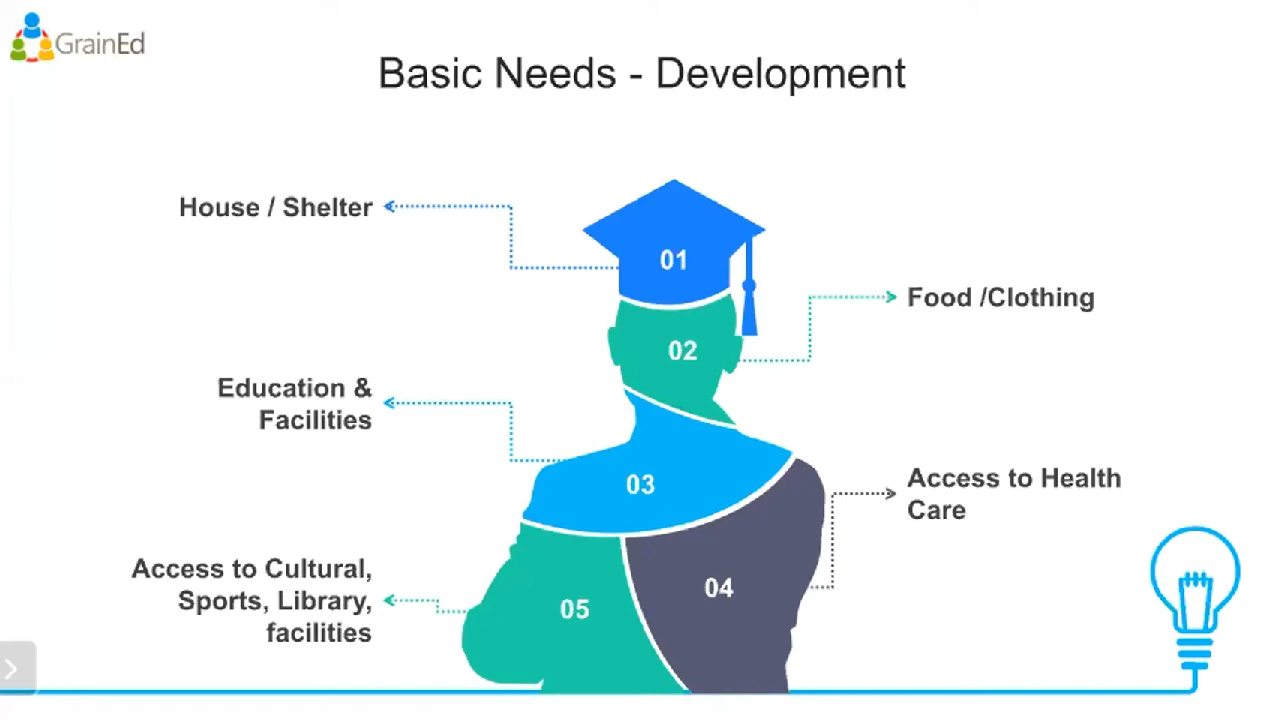 GrainEd
Basic Needs - Development
House / Shelter
01
Food /Clothing
02
Education &
Facilities
03
Access to Health
Care
04
Access to Cultural,
Sports, Library,
facilities
05